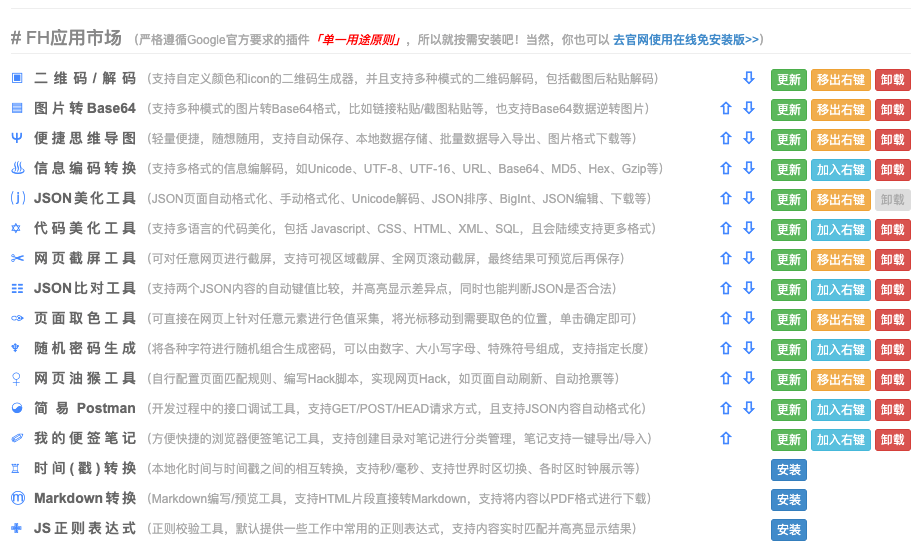 # FH应用市场 （严格遵循Google官方要求的插件「单一用途原则」，所以就按需安装吧！当然，你也可以 去官网使用在线免安装版>>）
二维码/解码 （支持自定义颜色和icon的二维码生成器，并且支持多种模式的二维码解码，包括截图后粘贴解码） 更新 移出右键 卸载
图片转Base64 （支持多种模式的图片转Base64格式，比如链接粘贴/截图粘贴等，也支持Base64数据逆转图片） 更新 移出右键 卸载
便捷思维导图 （轻量便捷，随想随用，支持自动保存、本地数据存储、批量数据导入导出、图片格式下载等） 更新 移出右键 卸载
信息编码转换 （支持多格式的信息编解码，如Unicode、UTF-8、UTF-16、URL、Base64、MD5、Hex、Gzip等） 更新 加入右键 卸载
JSON美化工具 （JSON页面自动格式化、手动格式化、Unicode解码、JSON排序、BigInt、JSON编辑、下载等） 更新 移出右键 卸载
代码美化工具 （支持多语言的代码美化，包括 Javascript、CSS、HTML、XML、SQL，且会陆续支持更多格式） 更新 加入右键 卸载
网页截屏工具 （可对任意网页进行截屏，支持可视区域截屏、全网页滚动截屏，最终结果可预览后再保存） 更新 移出右键 卸载
JSON比对工具 （支持两个JSON内容的自动键值比较，并高亮显示差异点，同时也能判断JSON是否合法） 更新 加入右键 卸载
页面取色工具 （可直接在网页上针对任意元素进行色值采集，将光标移动到需要取色的位置，单击确定即可） 更新 移出右键 卸载
随机密码生成 （将各种字符进行随机组合生成密码，可以由数字、大小写字母、特殊符号组成，支持指定长度） 更新 加入右键 卸载
网页油猴工具 （自行配置页面匹配规则、编写Hack脚本，实现网页Hack，如页面自动刷新、自动抢票等） 更新 移出右键 卸载
简易Postman （开发过程中的接口调试工具，支持GET/POST/HEAD请求方式，且支持JSON内容自动格式化） 更新 加入右键 卸载
我的便签笔记 （方便快捷的浏览器便签笔记工具，支持创建目录对笔记进行分类管理，笔记支持一键导出/导入） 更新 加入右键 卸载
时间(戳)转换 （本地化时间与时间戳之间的相互转换，支持秒/毫秒、支持世界时区切换、各时区时钟展示等） 安装
Markdown转换 （Markdown编写/预览工具，支持HTML片段直接转Markdown，支持将内容以PDF格式进行下载） 安装
JS正则表达式 （正则校验工具，默认提供一些工作中常用的正则表达式，支持内容实时匹配并高亮显示结果） 安装